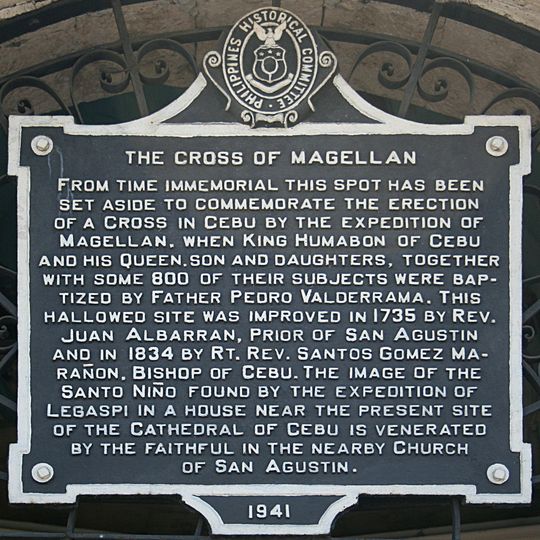 PHILIPPINES HISTORICAL COMMITTEE
THE CROSS OF MAGELLAN
FROM TIME IMMEMORIAL THIS SPOT HAS BEEN
SET ASIDE TO COMMEMORATE THE ERECTION
OF A CROSS IN CEBU BY THE EXPEDITION OF
MAGELLAN. WHEN KING HUMABON OF CEBU
AND HIS QUEEN.SON AND DAUGHTERS, TOGETHER
WITH SOME 800 OF THEIR SUBJECTS WERE BAP-
TIZED BY FATHER PEDRO VALDERRAMA. THIS
HALLOWED SITE WAS IMPROVED IN 1735 BY REV.
JUAN ALBARRAN, PRIOR OF SAN AGUSTIN
AND IN 1834 BY RT. REV. SANTOS GOMEZ MA-
RAÑON, BISHOP OF CEBU. THE IMAGE OF THE
SANTO NIÑO FOUND BY THE EXPEDITION OF
LEGASPI IN A HOUSE NEAR THE PRESENT SITE
OF THE CATHEDRAL OF CEBU IS VENERATED
BY THE FAITHFUL IN THE NEARBY CHURCH
OF SAN AGUSTIN.
1941